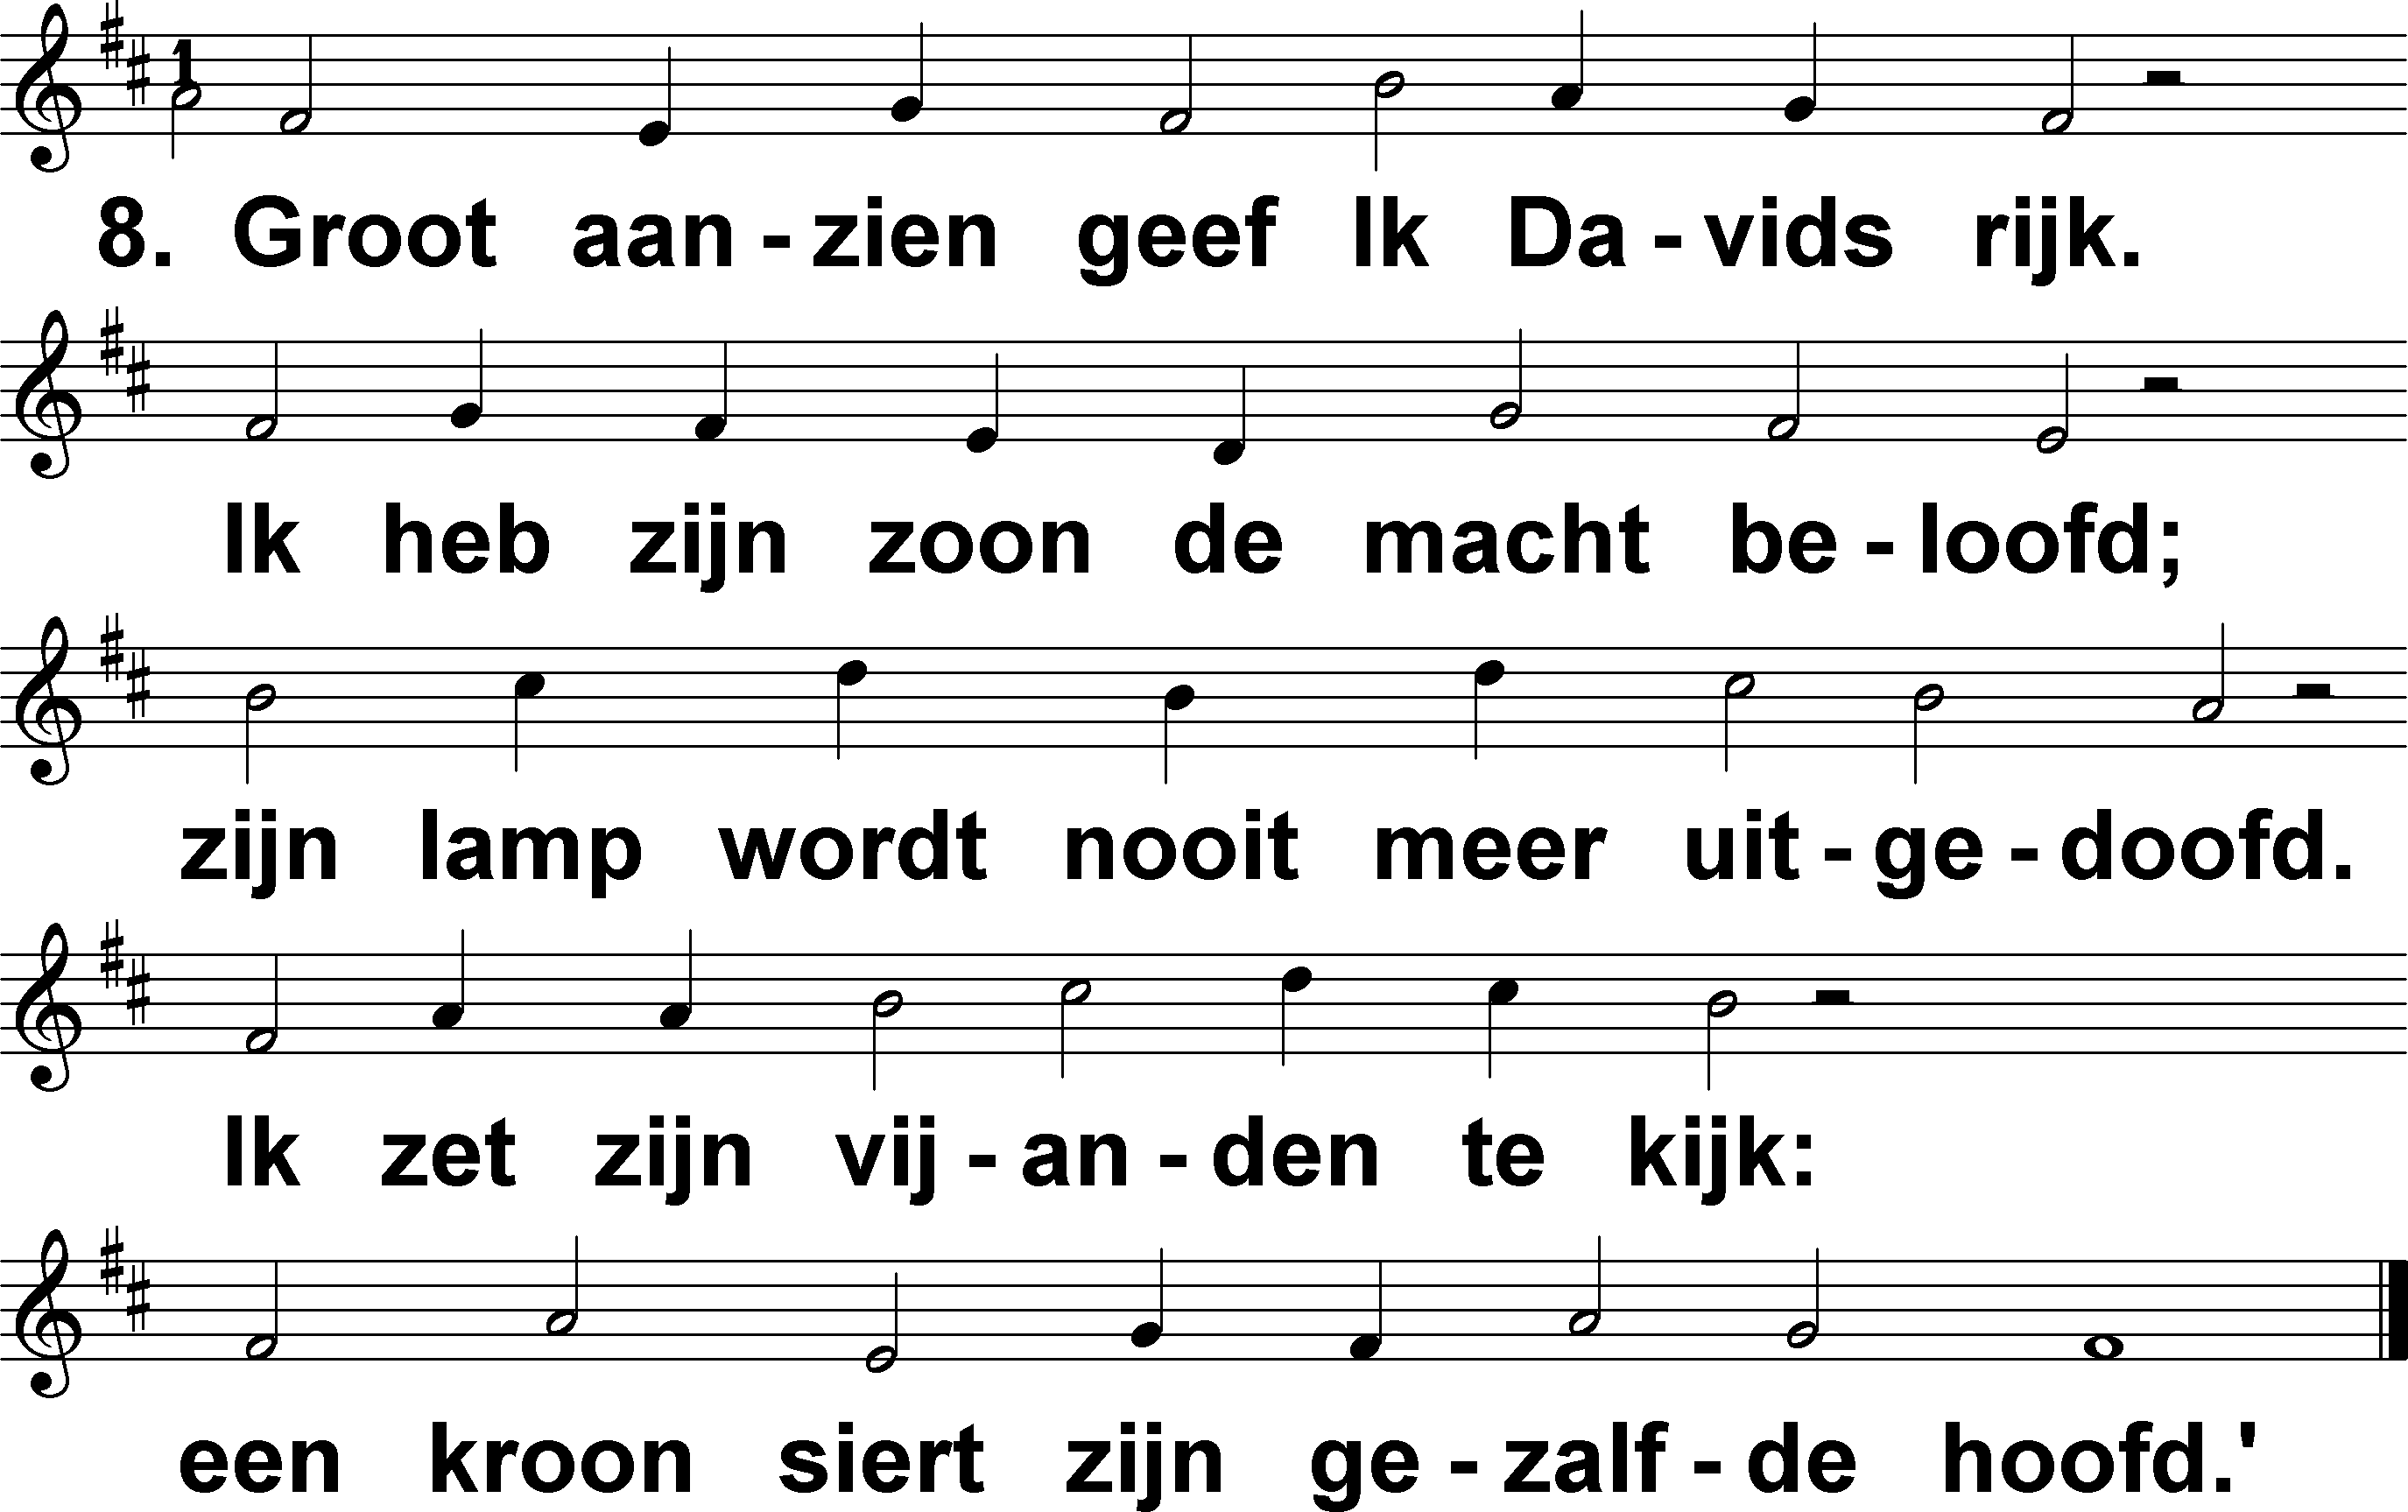 1
8. Groot aan - zien geef Ik Da - vids rijk.
Ik heb zijn zoon de macht be - loofd;
zijn lamp wordt nooit meer uit - ge - doofd.
Ik zet zijn vij - an - den te kijk:
een kroon siert zijn ge - zalf - de hoofd.'